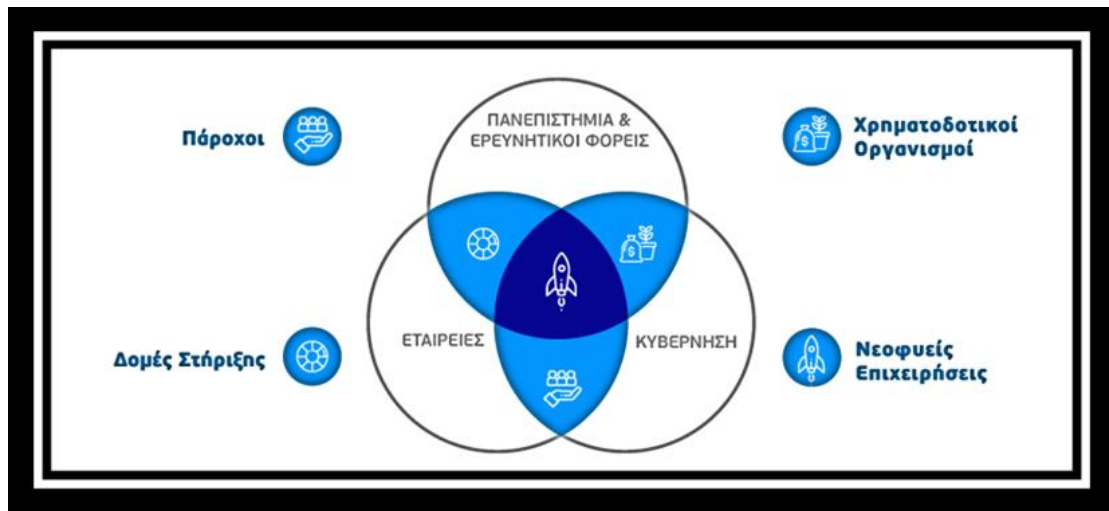 ΠΑΝΕΠΙΣΤΗΜΙΑ &
ΕΡΕΥΝΗΤΙΚΟΙ ΦΟΡΕΙΣ
Πάροχοι
Χρηματοδοτικοί
Οργανισμοί
ΕΤΑΙΡΕΙΕΣ
ΚΥΒΕΡΝΗΣΗ
Δομές Στήριξης
Νεοφυείς
Επιχειρήσεις